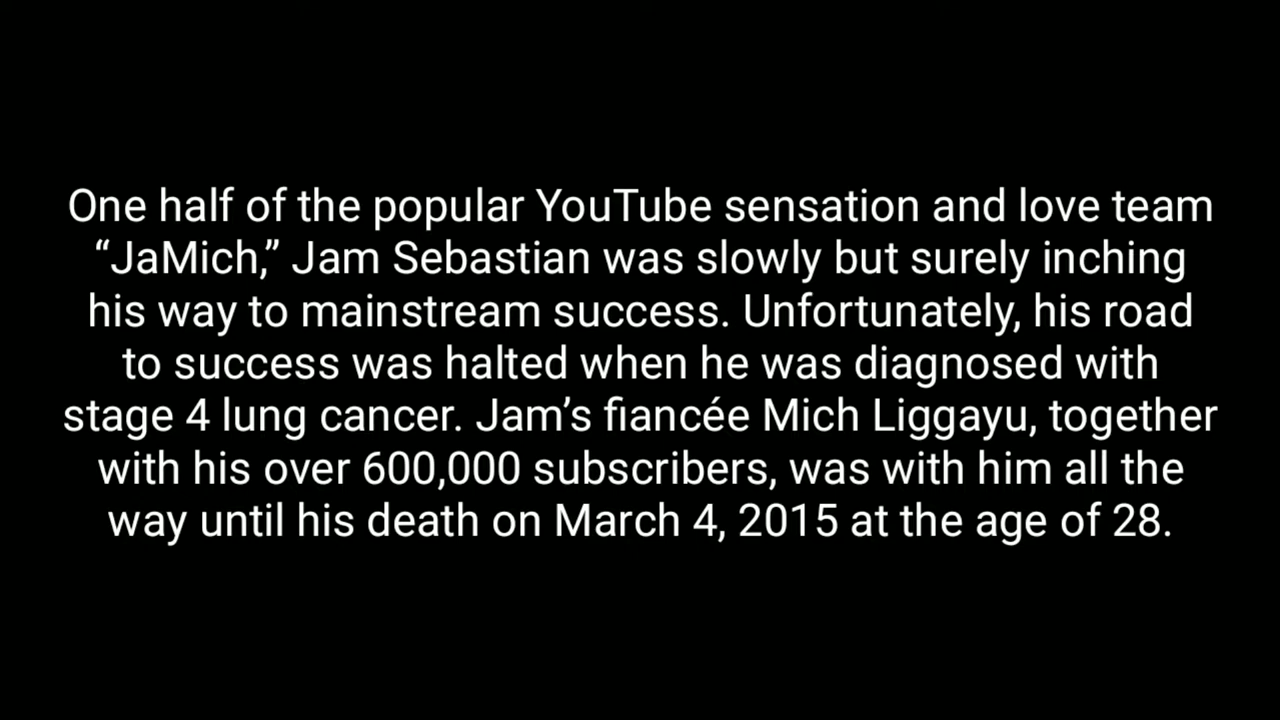 One half of the popular YouTube sensation and love team
“JaMich,” Jam Sebastian was slowly but surely inching
his way to mainstream success. Unfortunately, his road
to success was halted when he was diagnosed with
stage 4 lung cancer. Jam’s fiancée Mich Liggayu, together
with his over 600,000 subscribers, was with him all the
way until his death on March 4, 2015 at the age of 28.